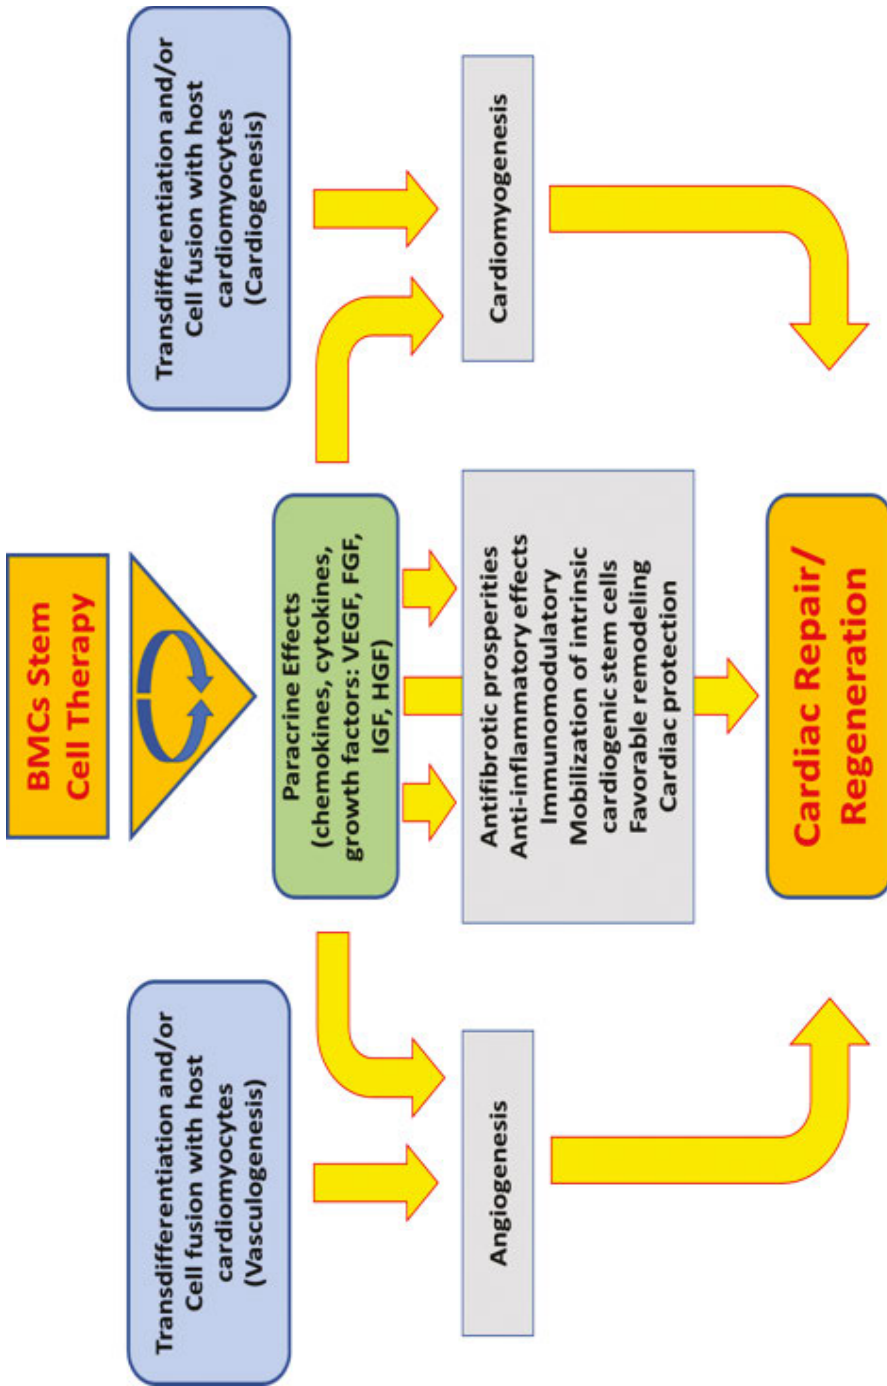 BMCs Stem
Cell Therapy
Transdifferentiation and/or
Cell fusion with host
cardiomyocytes
(Vasculogenesis)
Paracrine Effects
(chemokines, cytokines,
growth factors: VEGF, FGF,
IGF, HGF)
Transdifferentiation and/or
Cell fusion with host
cardiomyocytes
(Cardiogenesis)
Angiogenesis
Antifibrotic prosperities
Anti-inflammatory effects
Immunomodulatory
Mobilization of intrinsic
cardiogenic stem cells
Favorable remodeling
Cardiac protection
Cardiomyogenesis
Cardiac Repair/
Regeneration